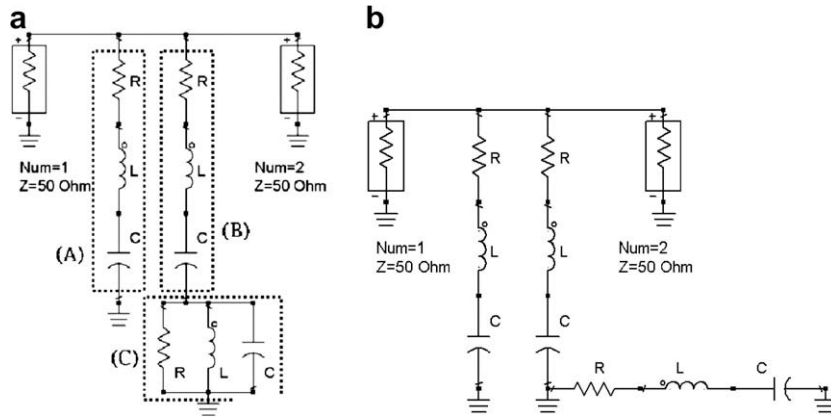 a
+
+
R
R
-
-
Num=1
Z=50 Ohm
L
L
Num=2
Z=50 Ohm
(A)
C
C
(B)
(C)
R
L
C
b
+
+
R
R
-
-
Num=1
Z=50 Ohm
L
L
Num=2
Z=50 Ohm
C
C
R
L
C